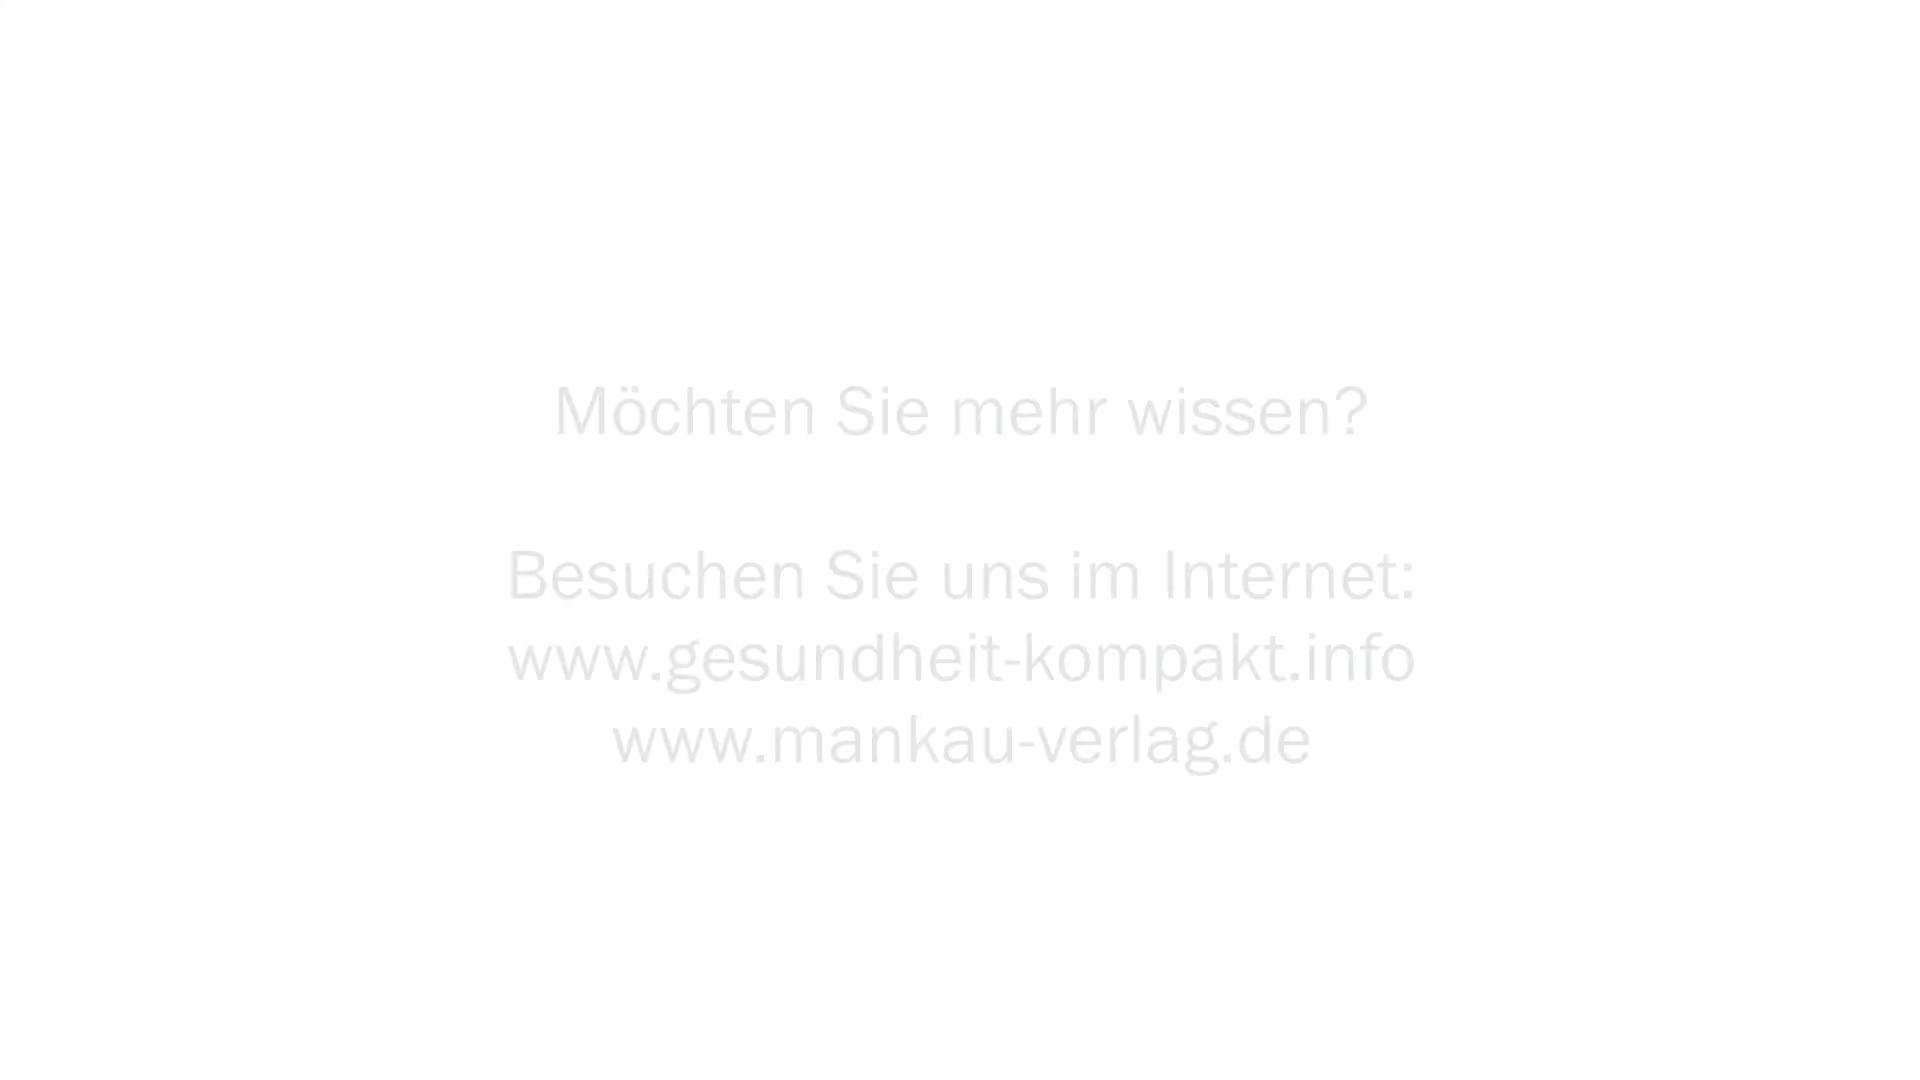 Möchten Sie mehr wissen?
Besuchen Sie uns im Internet:
www.gesundheit-kompakt.info
www.mankau-verlag.de